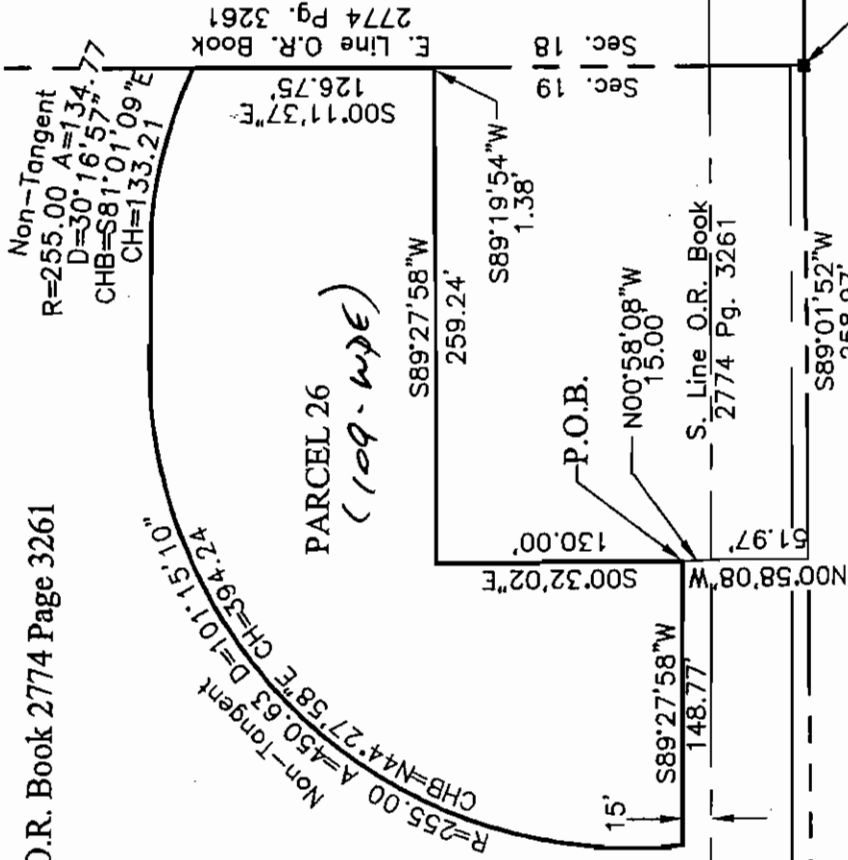 O.R. Book 2774 Page 3261
Non-Tangent
R=255.00 A=134.77
D=30°16'57"
CHB=S81°01'09"E
CH=133.21
E. Line O.R. Book
2774 Pg. 3261
Sec. 18
Sec. 19
S00°11'37"E
126.75'
S89°19'54"W
1.38'
S89°27'58"W
259.24'
PARCEL 26
(109-WDE)
Non-Tangent
R=255.00 A=450.63 D=101°15'10"
CHB=N44°27'58"E CH=394.24
P.O.B.
N00°58'08"W
15.00'
S00°32'02"E
130.00'
S89°27'58"W
148.77'
15'
S. Line O.R. Book
2774 Pg. 3261
N00°58'08"W
51.97'
S89°01'52"W
258.97'